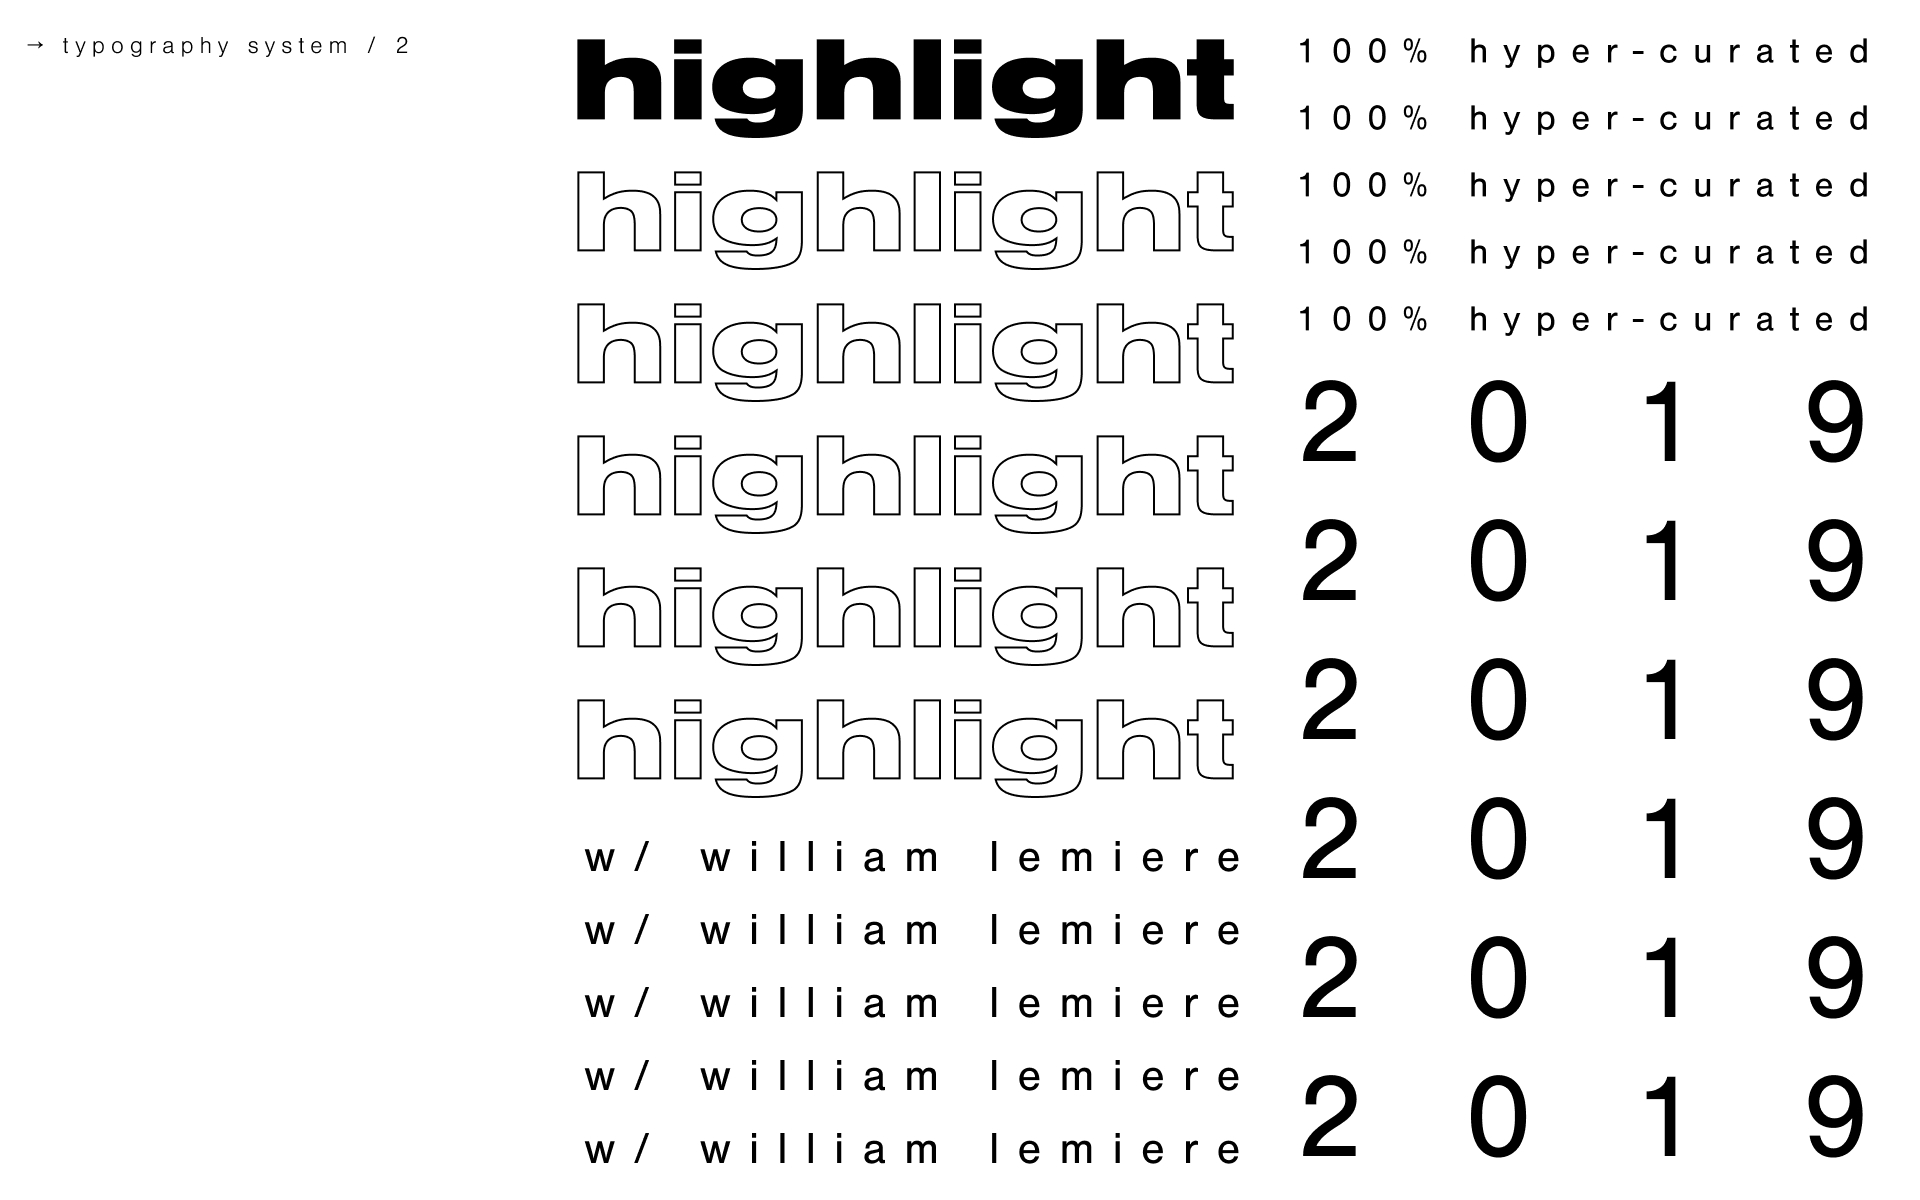 → typography system / 2
highlight
highlight
highlight
highlight
highlight
highlight
w/ william lemiere
w/ william lemiere
w/ william lemiere
w/ william lemiere
w/ william lemiere
100% hyper-curated
100% hyper-curated
100% hyper-curated
100% hyper-curated
100% hyper-curated
2019
2019
2019
2019
2019
2019